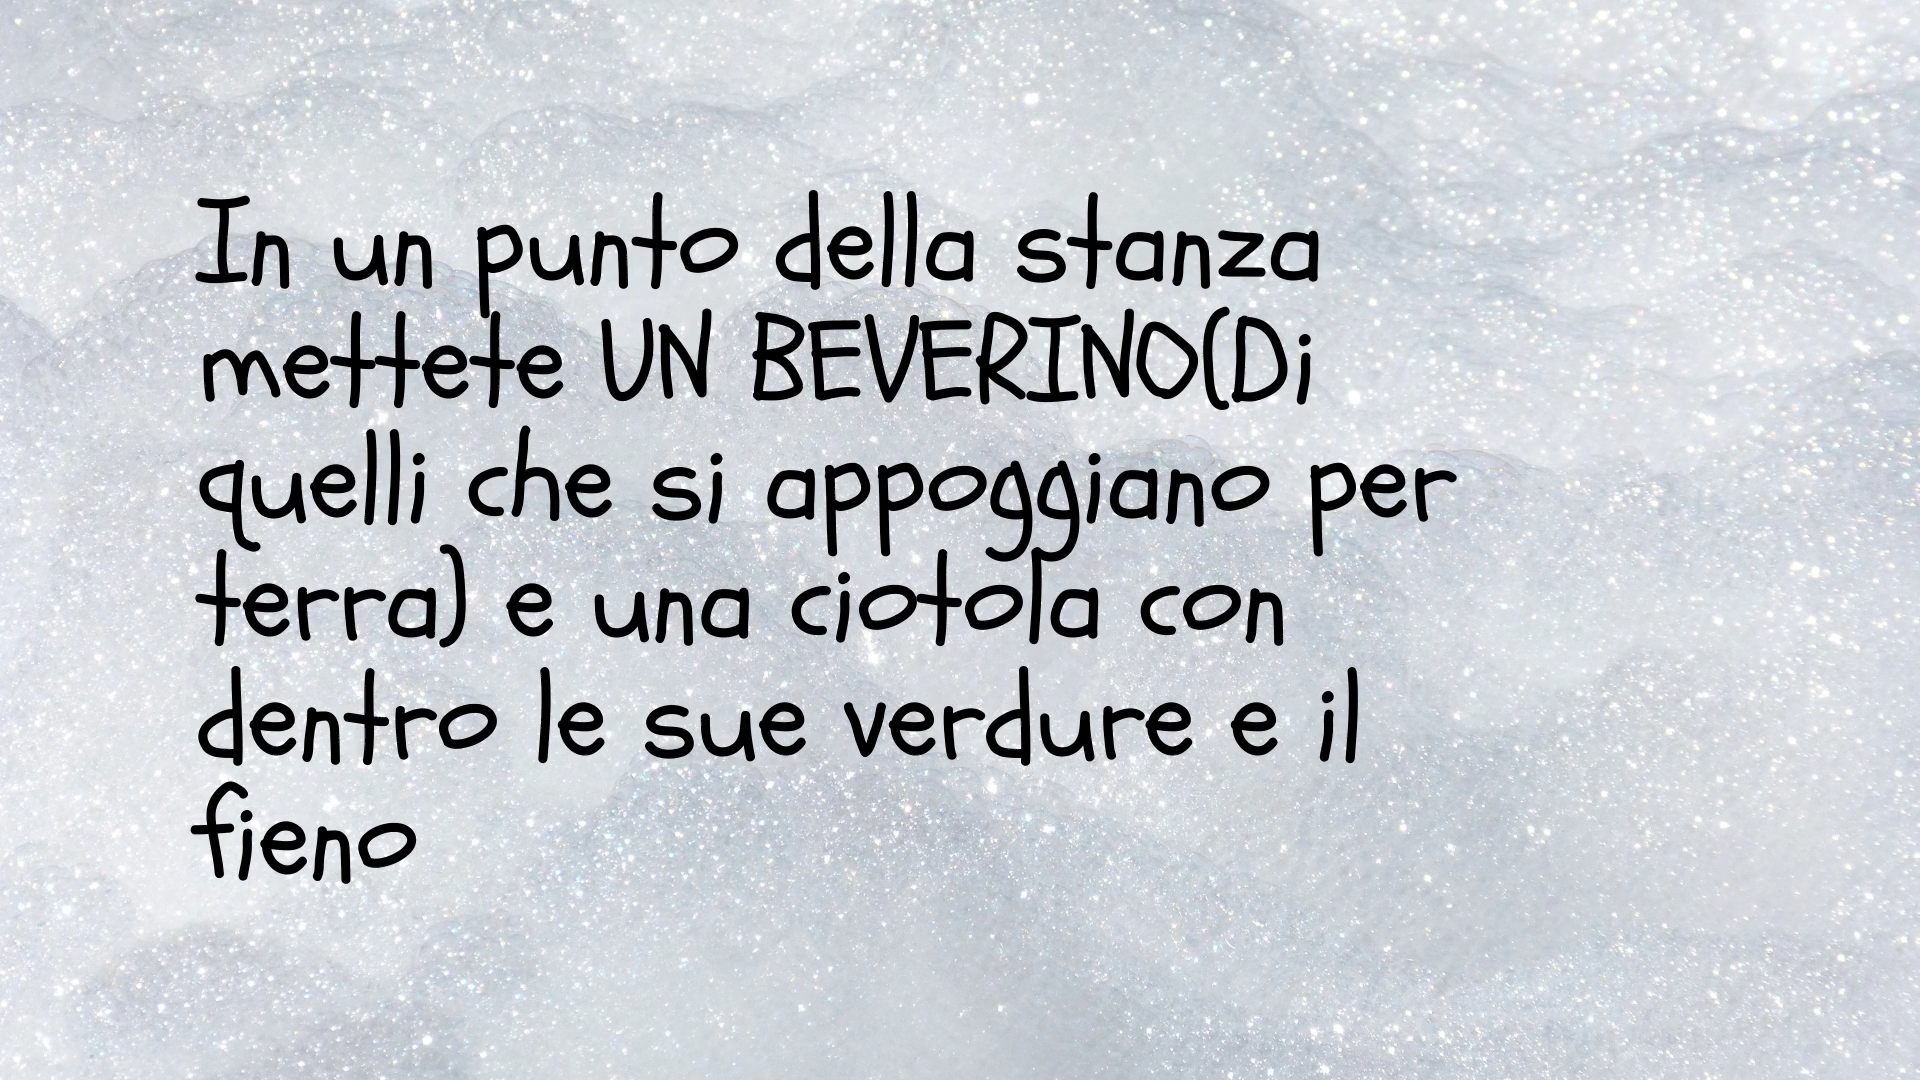 In un punto della stanza
mettete UN BEVERINO(Di
quelli che si appoggiano per
terra) e una ciotola con
dentro le sue verdure e il
fieno